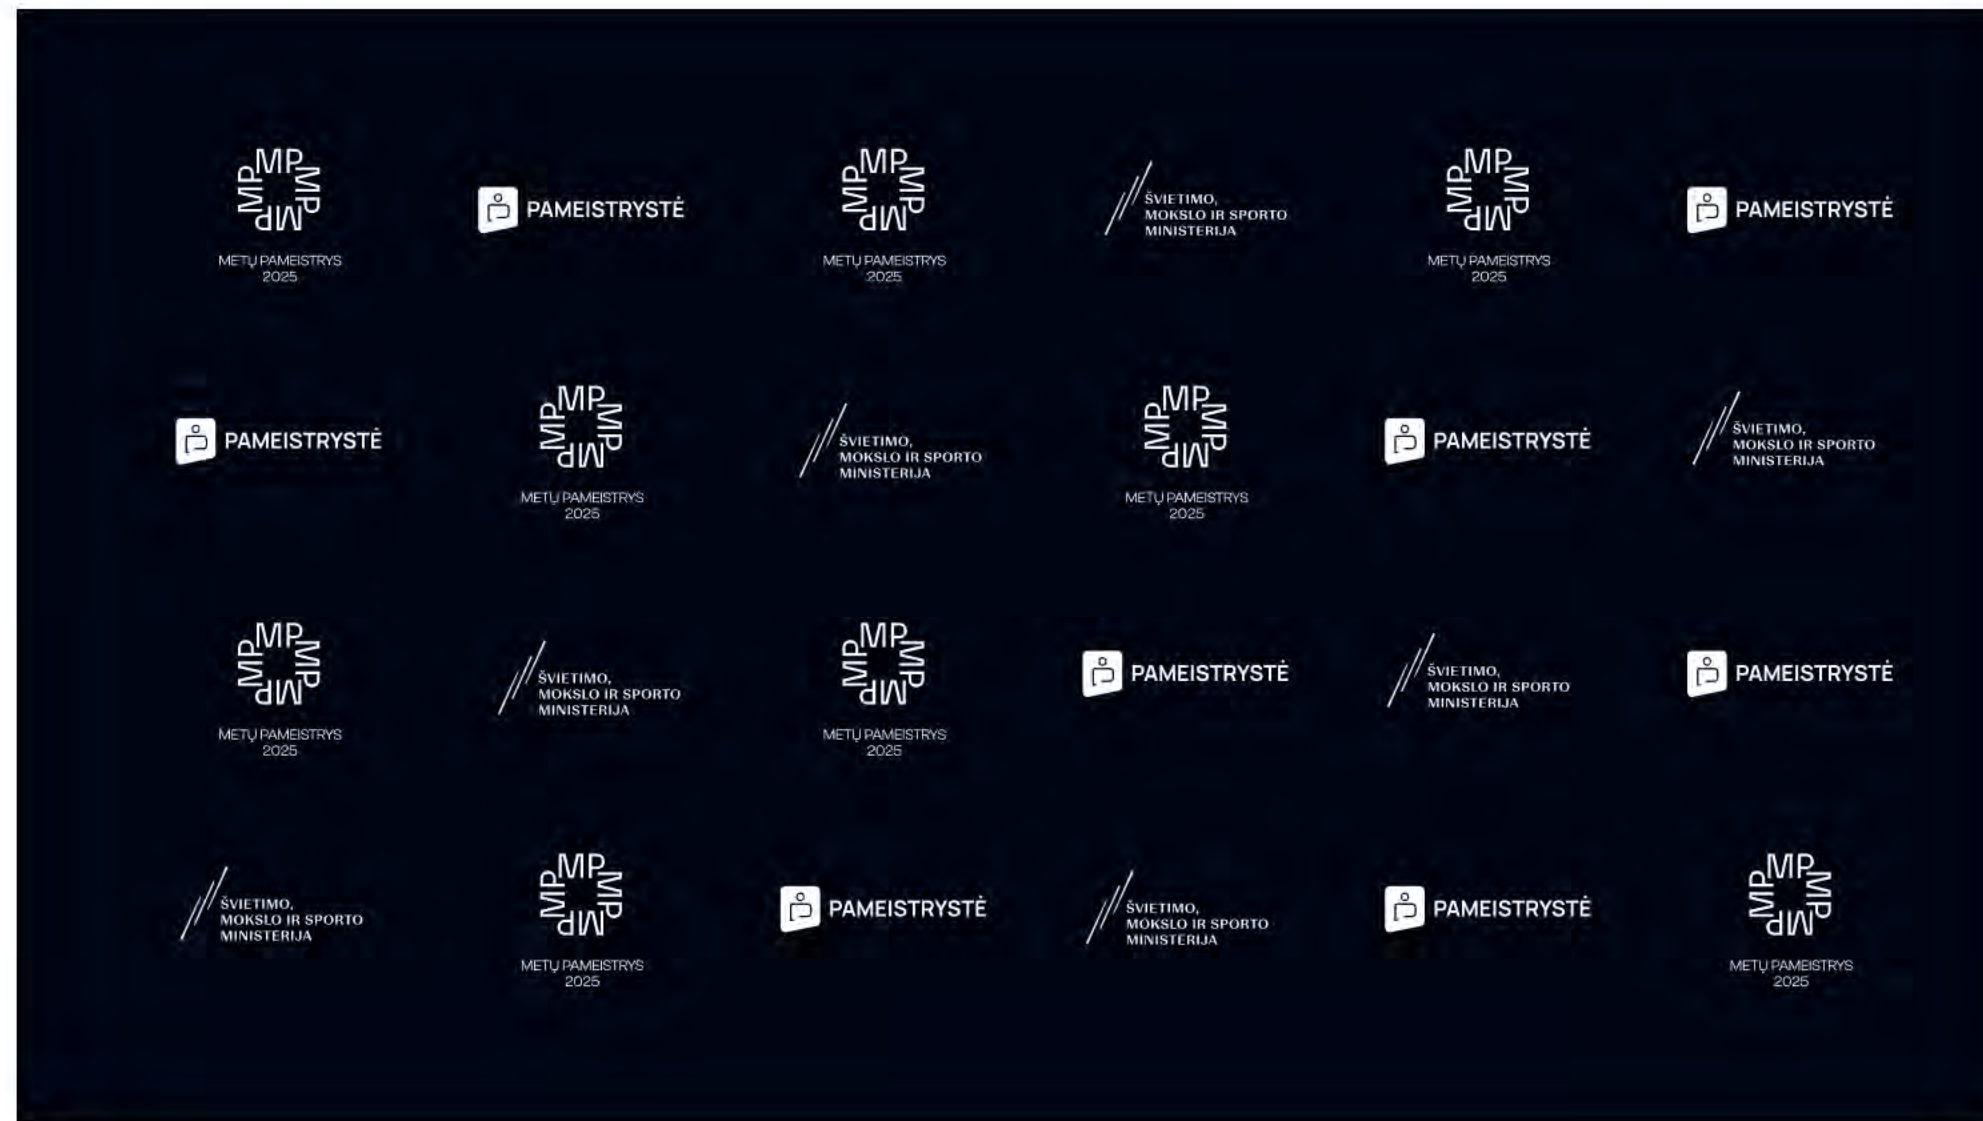 MP MP MP MP
METŲ PAMEISTRYS
2025
PAMEISTRYSTĖ
MP MP MP MP
METŲ PAMEISTRYS
2025
ŠVIETIMO,
MOKSLO IR SPORTO
MINISTERIJA
MP MP MP MP
METŲ PAMEISTRYS
2025
PAMEISTRYSTĖ
PAMEISTRYSTĖ
MP MP MP MP
METŲ PAMEISTRYS
2025
ŠVIETIMO,
MOKSLO IR SPORTO
MINISTERIJA
MP MP MP MP
METŲ PAMEISTRYS
2025
PAMEISTRYSTĖ
ŠVIETIMO,
MOKSLO IR SPORTO
MINISTERIJA
MP MP MP MP
METŲ PAMEISTRYS
2025
ŠVIETIMO,
MOKSLO IR SPORTO
MINISTERIJA
MP MP MP MP
METŲ PAMEISTRYS
2025
PAMEISTRYSTĖ
ŠVIETIMO,
MOKSLO IR SPORTO
MINISTERIJA
PAMEISTRYSTĖ
ŠVIETIMO,
MOKSLO IR SPORTO
MINISTERIJA
MP MP MP MP
METŲ PAMEISTRYS
2025
PAMEISTRYSTĖ
ŠVIETIMO,
MOKSLO IR SPORTO
MINISTERIJA
PAMEISTRYSTĖ
MP MP MP MP
METŲ PAMEISTRYS
2025